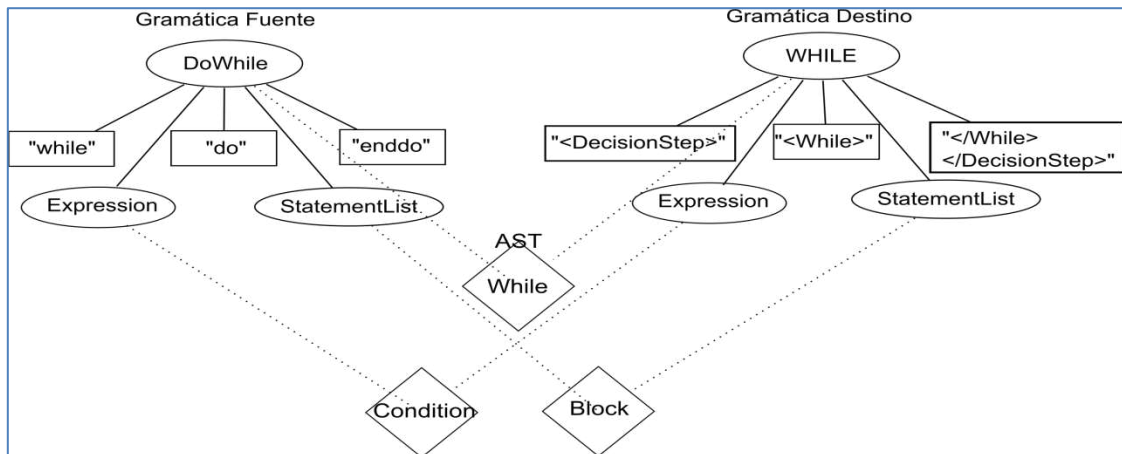 Gramática Fuente
Gramática Destino
DoWhile
WHILE
"while"
"do"
"enddo"
"<DecisionStep>"
"<While>"
"</While>
</DecisionStep>"
Expression
StatementList
Expression
StatementList
AST
While
Condition
Block